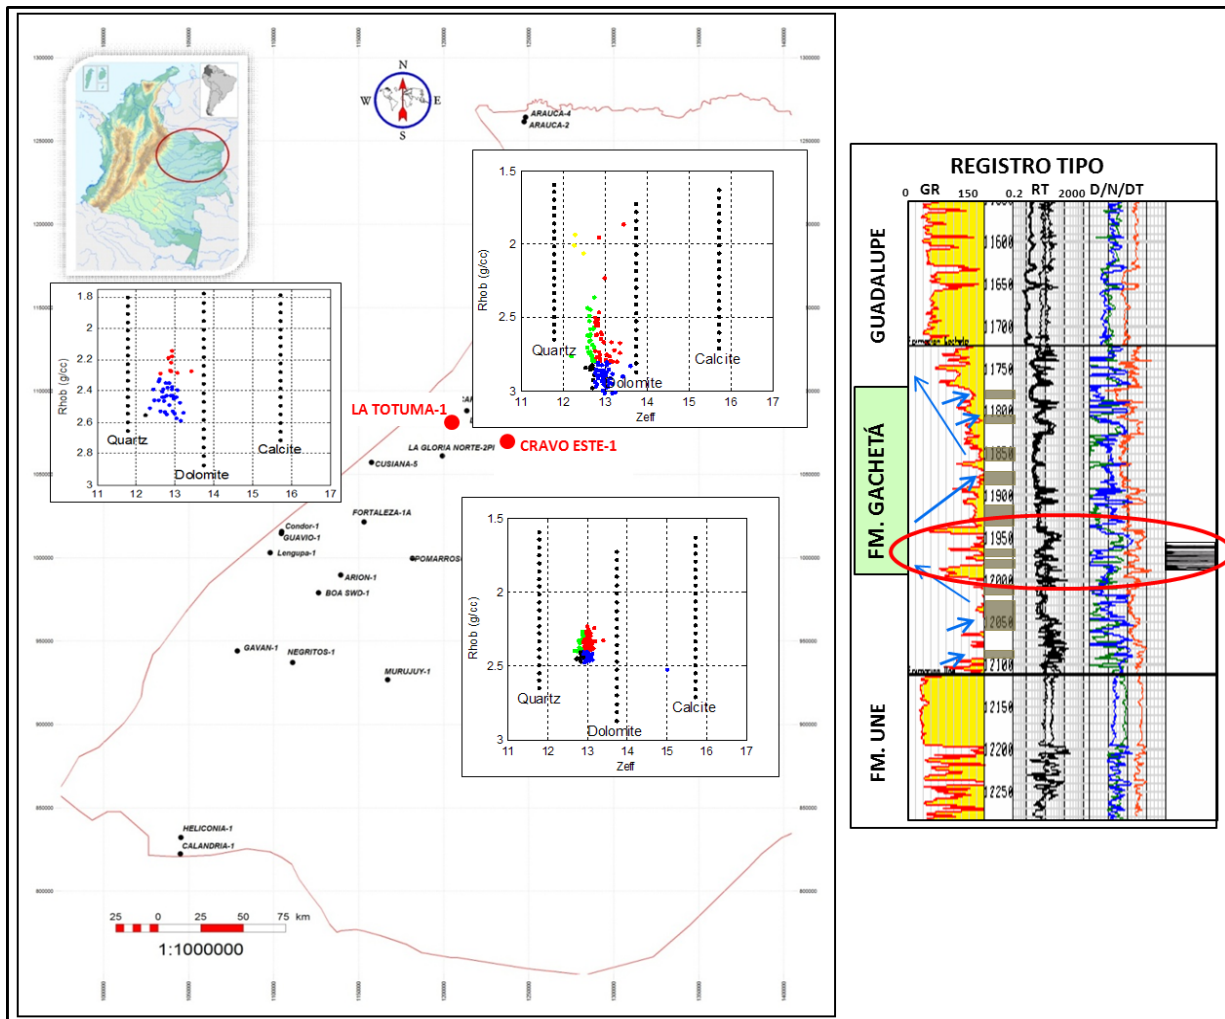 N
W
E
S
ARAUCA-4
ARAUCA-2
1.5
2
2.5
3
Rhob (g/cc)
Quartz
Dolomite
Calcite
11 12 13 14 15 16 17
Zeff
1.8
2
2.2
2.4
2.6
2.8
3
Rhob (g/cc)
Quartz
Dolomite
Calcite
11 12 13 14 15 16 17
LA TOTUMA-1
CRAVO ESTE-1
LA GLORIA NORTE-2PI
CUSIANA-5
FORTALEZA-1A
Condor-1
GUAVIO-1
Lengupa-1
POMARROSO
ARION-1
BOA SWD-1
GAVAN-1
NEGRITOS-1
MURUJUY-1
1.5
2
2.5
3
Rhob (g/cc)
Quartz
Dolomite
Calcite
11 12 13 14 15 16 17
Zeff
HELICONIA-1
CALANDRIA-1
25 0 25 50 75 km
1:1000000
REGISTRO TIPO
0 GR 150 0.2 RT 2000 D/N/DT
GUADALUPE
FM. GACHETÁ
FM. UNE
11600
11650
11700
11750
11800
11850
11900
11950
12000
12050
12100
12150
12200
12250